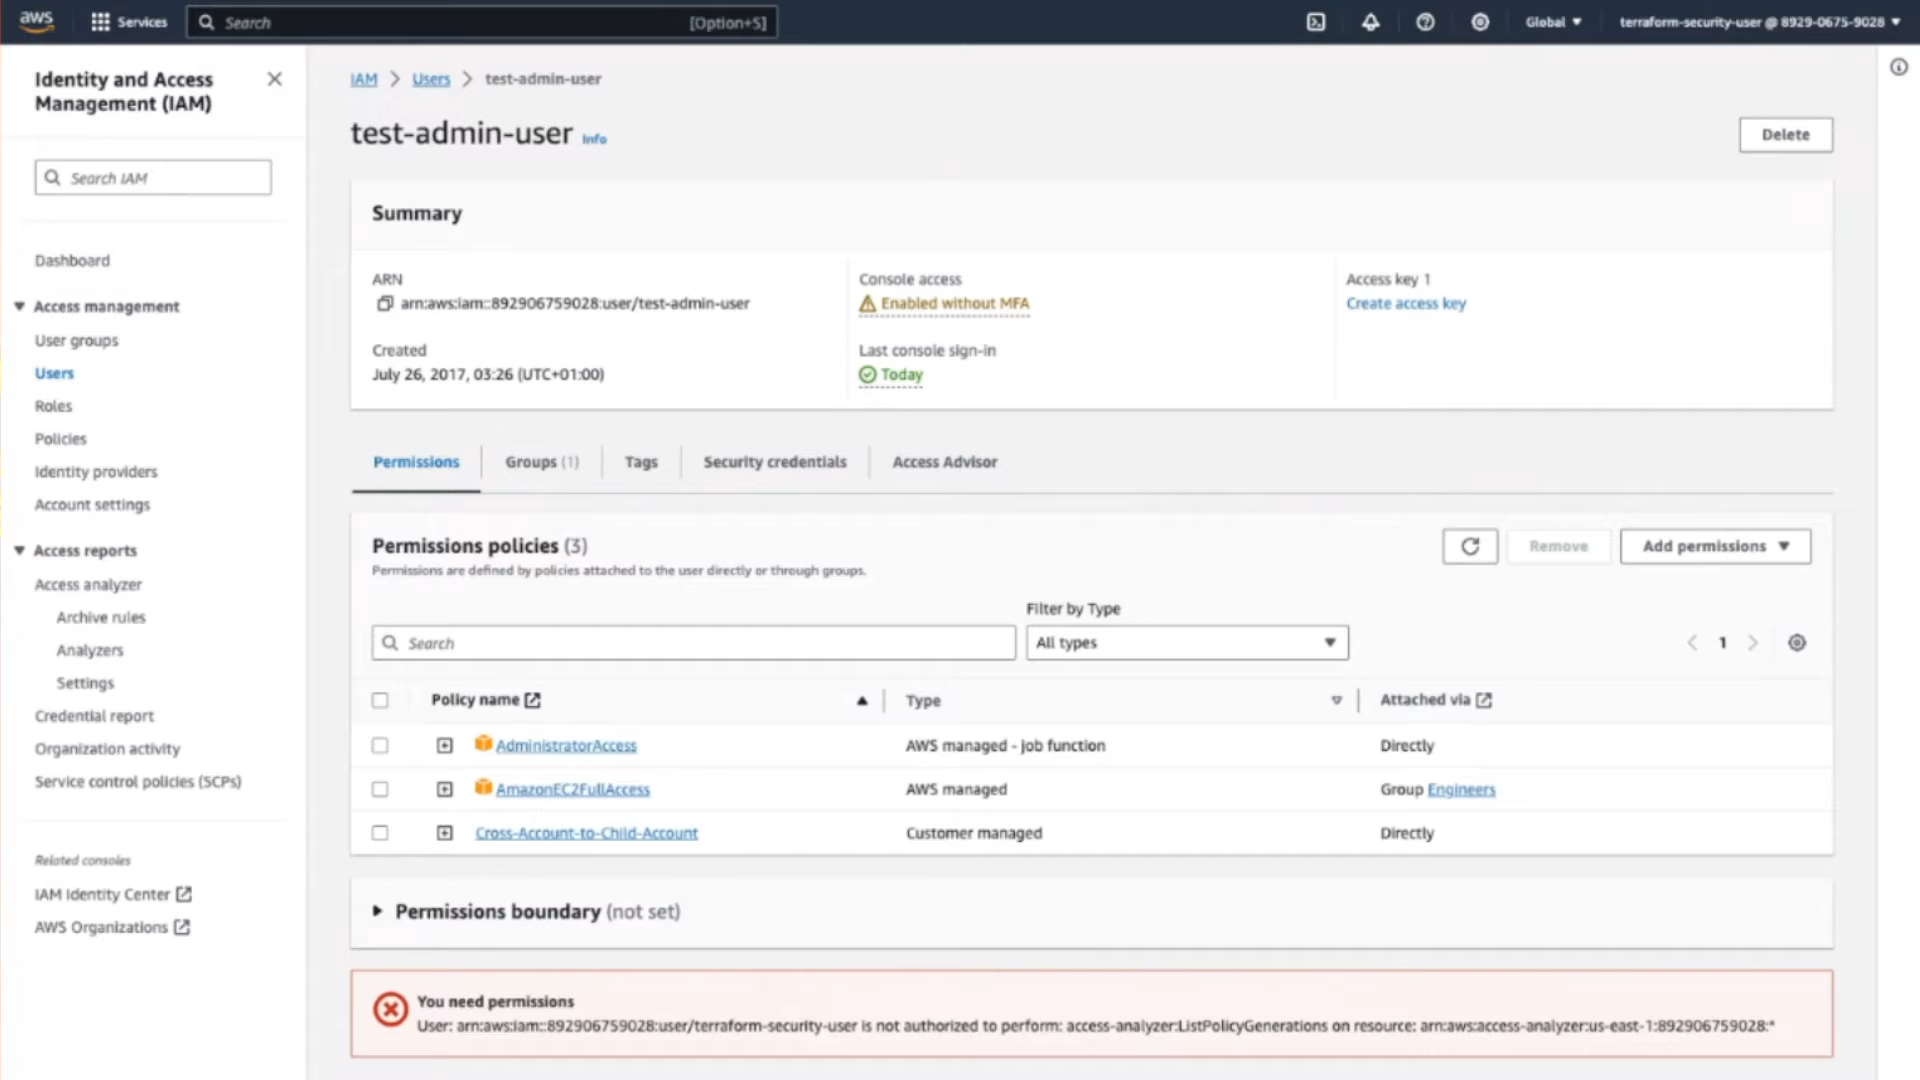 aws
Services
Search
[Option+S]
Global
terraform-security-user @ 8929-0675-9028
Identity and Access
Management (IAM)
Search IAM
Dashboard
Access management
User groups
Users
Roles
Policies
Identity providers
Account settings
Access reports
Access analyzer
Archive rules
Analyzers
Settings
Credential report
Organization activity
Service control policies (SCPs)
Related consoles
IAM Identity Center
AWS Organizations
IAM > Users > test-admin-user
test-admin-user Info
Delete
Summary
ARN
arn:aws:iam::892906759028:user/test-admin-user
Created
July 26, 2017, 03:26 (UTC+01:00)
Console access
Enabled without MFA
Last console sign-in
Today
Access key 1
Create access key
Permissions
Groups (1)
Tags
Security credentials
Access Advisor
Permissions policies (3)
Permissions are defined by policies attached to the user directly or through groups.
Remove
Add permissions
Filter by Type
Search
All types
1
Policy name
Type
Attached via
AdministratorAccess
AWS managed - job function
Directly
AmazonEC2FullAccess
AWS managed
Group Engineers
Cross-Account-to-Child-Account
Customer managed
Directly
Permissions boundary (not set)
You need permissions
User: arn:aws:iam::892906759028:user/terraform-security-user is not authorized to perform: access-analyzer:ListPolicyGenerations on resource: arn:aws:access-analyzer:us-east-1:892906759028:*